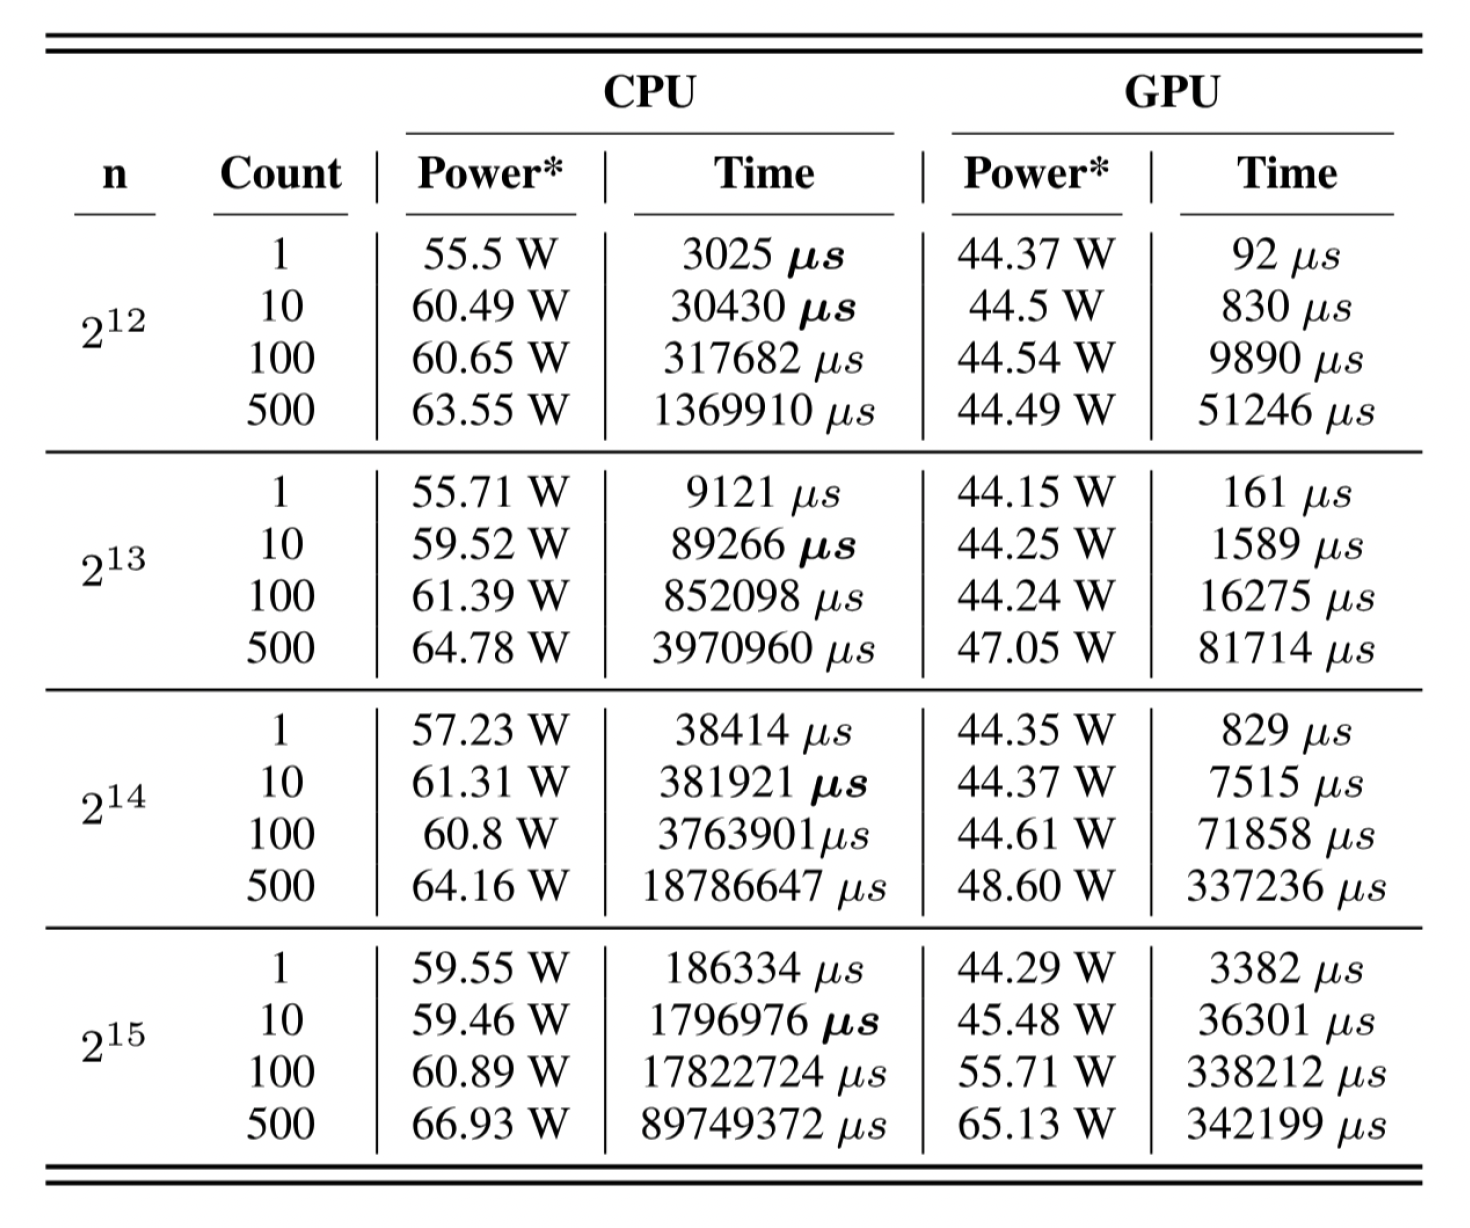 CPU GPU
n Count Power* Time Power* Time
2^12
1 55.5 W 3025 μs 44.37 W 92 μs
10 60.49 W 30430 μs 44.5 W 830 μs
100 60.65 W 317682 μs 44.54 W 9890 μs
500 63.55 W 1369910 μs 44.49 W 51246 μs
2^13
1 55.71 W 9121 μs 44.15 W 161 μs
10 59.52 W 89266 μs 44.25 W 1589 μs
100 61.39 W 852098 μs 44.24 W 16275 μs
500 64.78 W 3970960 μs 47.05 W 81714 μs
2^14
1 57.23 W 38414 μs 44.35 W 829 μs
10 61.31 W 381921 μs 44.37 W 7515 μs
100 60.8 W 3763901μs 44.61 W 71858 μs
500 64.16 W 18786647 μs 48.60 W 337236 μs
2^15
1 59.55 W 186334 μs 44.29 W 3382 μs
10 59.46 W 1796976 μs 45.48 W 36301 μs
100 60.89 W 17822724 μs 55.71 W 338212 μs
500 66.93 W 89749372 μs 65.13 W 342199 μs